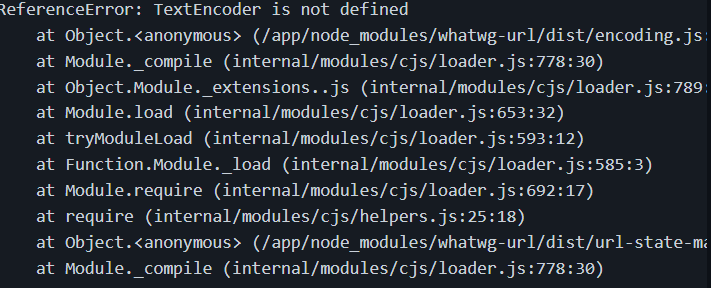 ReferenceError: TextEncoder is not defined
at Object.<anonymous> (/app/node_modules/whatwg-url/dist/encoding.js:
at Module._compile (internal/modules/cjs/loader.js:778:30)
at Object.Module._extensions..js (internal/modules/cjs/loader.js:789:
at Module.load (internal/modules/cjs/loader.js:653:32)
at tryModuleLoad (internal/modules/cjs/loader.js:593:12)
at Function.Module._load (internal/modules/cjs/loader.js:585:3)
at Module.require (internal/modules/cjs/loader.js:692:17)
at require (internal/modules/cjs/helpers.js:25:18)
at Object.<anonymous> (/app/node_modules/whatwg-url/dist/url-state-ma
at Module._compile (internal/modules/cjs/loader.js:778:30)